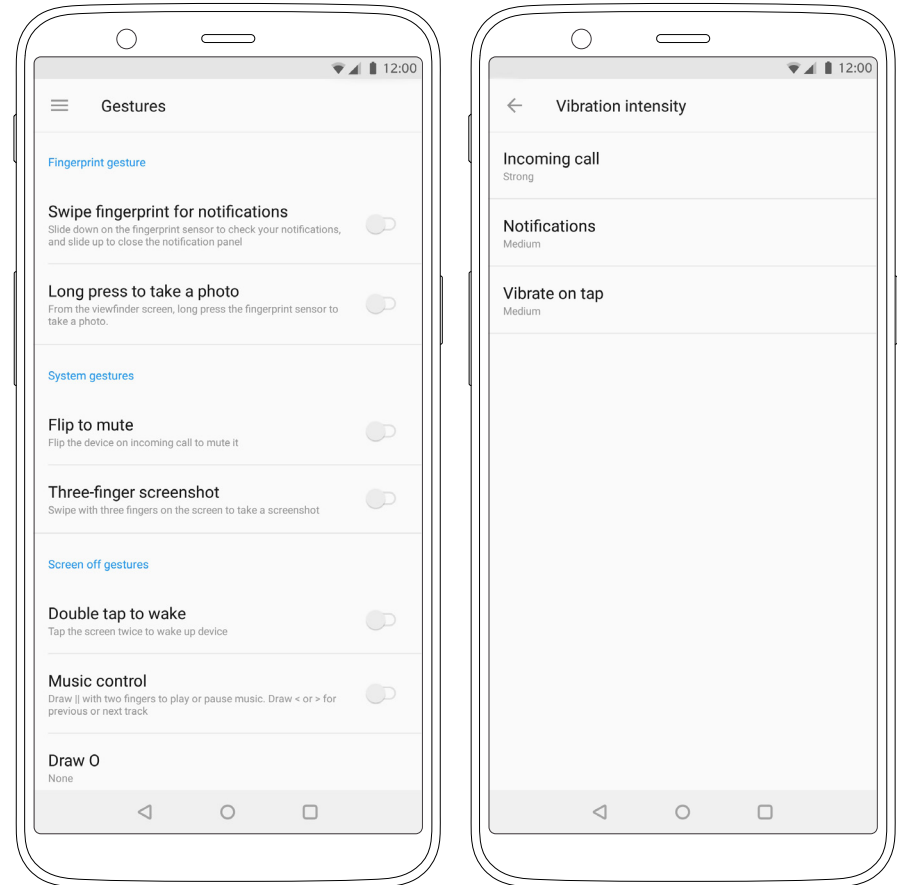 12:00
Gestures
Fingerprint gesture
Swipe fingerprint for notifications
Slide down on the fingerprint sensor to check your notifications,
and slide up to close the notification panel
Long press to take a photo
From the viewfinder screen, long press the fingerprint sensor to
take a photo.
System gestures
Flip to mute
Flip the device on incoming call to mute it
Three-finger screenshot
Swipe with three fingers on the screen to take a screenshot
Screen off gestures
Double tap to wake
Tap the screen twice to wake up device
Music control
Draw || with two fingers to play or pause music. Draw < or > for
previous or next track
Draw O
None
12:00
Vibration intensity
Incoming call
Strong
Notifications
Medium
Vibrate on tap
Medium